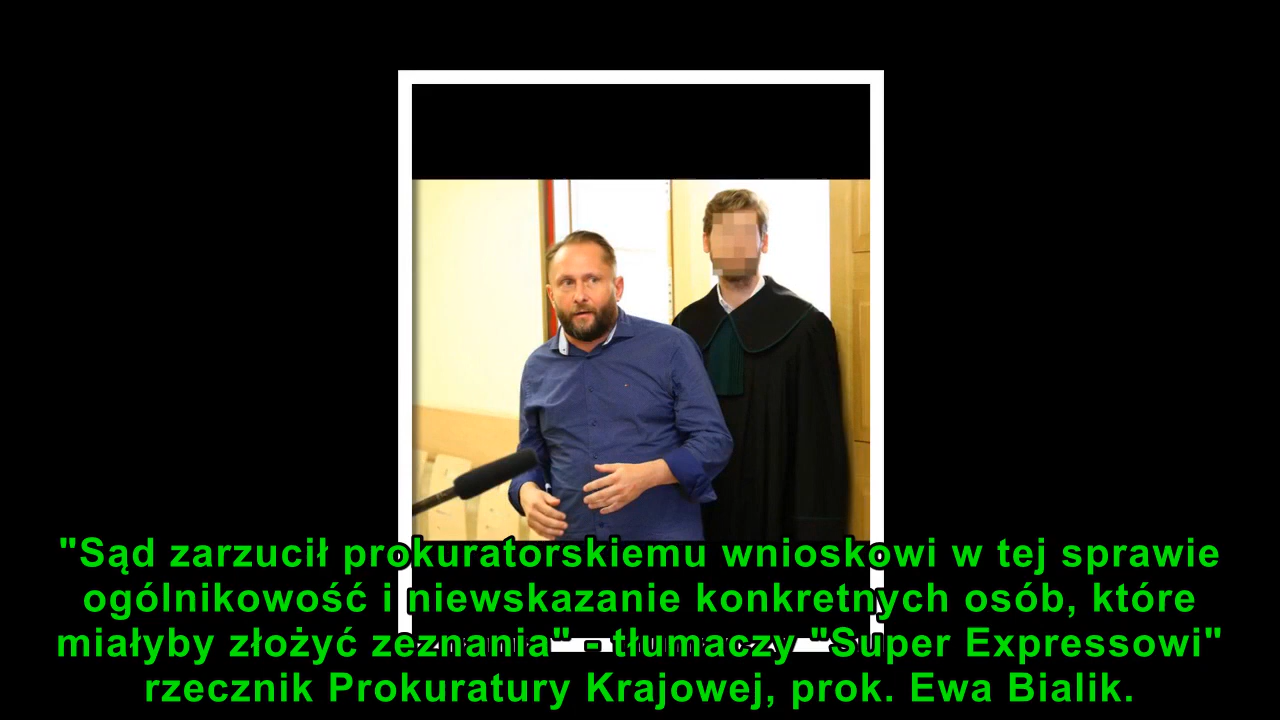 "Sąd zarzucił prokuratorskiemu wnioskowi w tej sprawie
ogólnikowość i niewskazanie konkretnych osób, które
miałyby złożyć zeznania" - tłumaczy "Super Expressowi"
rzecznik Prokuratury Krajowej, prok. Ewa Bialik.